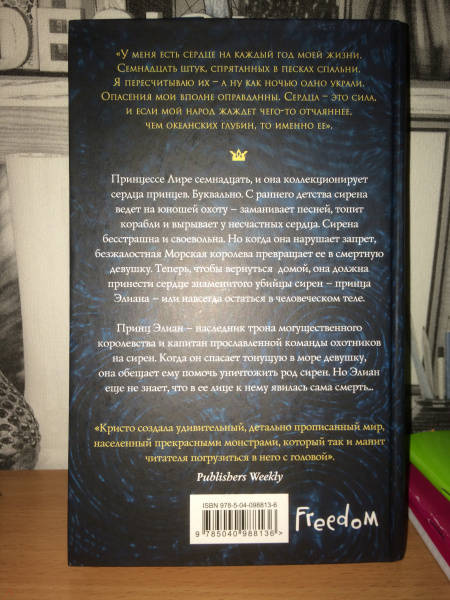 «У меня есть сердце на каждый год моей жизни.
Семнадцать штук, спрятанных в песках спальни.
Я пересчитываю их – а ну как ночью одно украли.
Опасения мои вполне оправданны. Сердца – это сила,
и если мой народ жаждет чего-то отчаяннее,
чем океанских глубин, то именно ее».
Принцессе Лире семнадцать, и она коллекционирует
сердца принцев. Буквально. С раннего детства сирена
ведет на юношей охоту – заманивает песней, топит
корабли и вырывает у несчастных сердца. Сирена
бесстрашна и своевольна. Но когда она нарушает запрет,
безжалостная Морская королева превращает ее в смертную
девушку. Теперь, чтобы вернуться домой, она должна
принести сердце знаменитого убийцы сирен – принца
Элиана – или навсегда остаться в человеческом теле.
Принц Элиан – наследник трона могущественного
королевства и капитан прославленной команды охотников
на сирен. Когда он спасает тонущую в море девушку,
она обещает ему помочь уничтожить род сирен. Но Элиан
еще не знает, что в ее лице к нему явилась сама смерть...
«Кристо создала удивительный, детально прописанный мир,
населенный прекрасными монстрами, который так и манит
читателя погрузиться в него с головой».
Publishers Weekly
ISBN 978-5-04-098813-6
9 785040 988136 >
Freedom